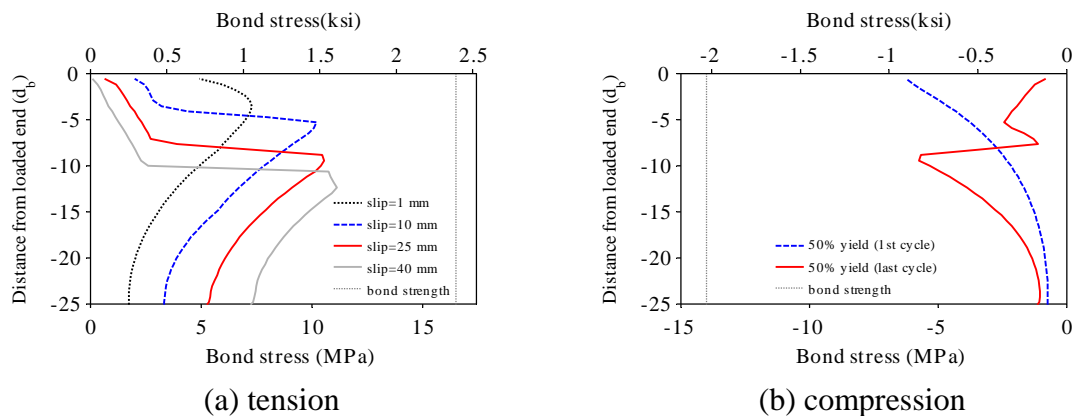 Bond stress(ksi)
0 0.5 1 1.5 2 2.5
0
-5
-10
-15
-20
-25
Distance from loaded end (d_b)
slip=1 mm
slip=10 mm
slip=25 mm
slip=40 mm
bond strength
0 5 10 15
Bond stress (MPa)
(a) tension
Bond stress(ksi)
-2 -1.5 -1 -0.5 0
0
-5
-10
-15
-20
-25
Distance from loaded end (d_b)
50% yield (1st cycle)
50% yield (last cycle)
bond strength
-15 -10 -5 0
Bond stress (MPa)
(b) compression